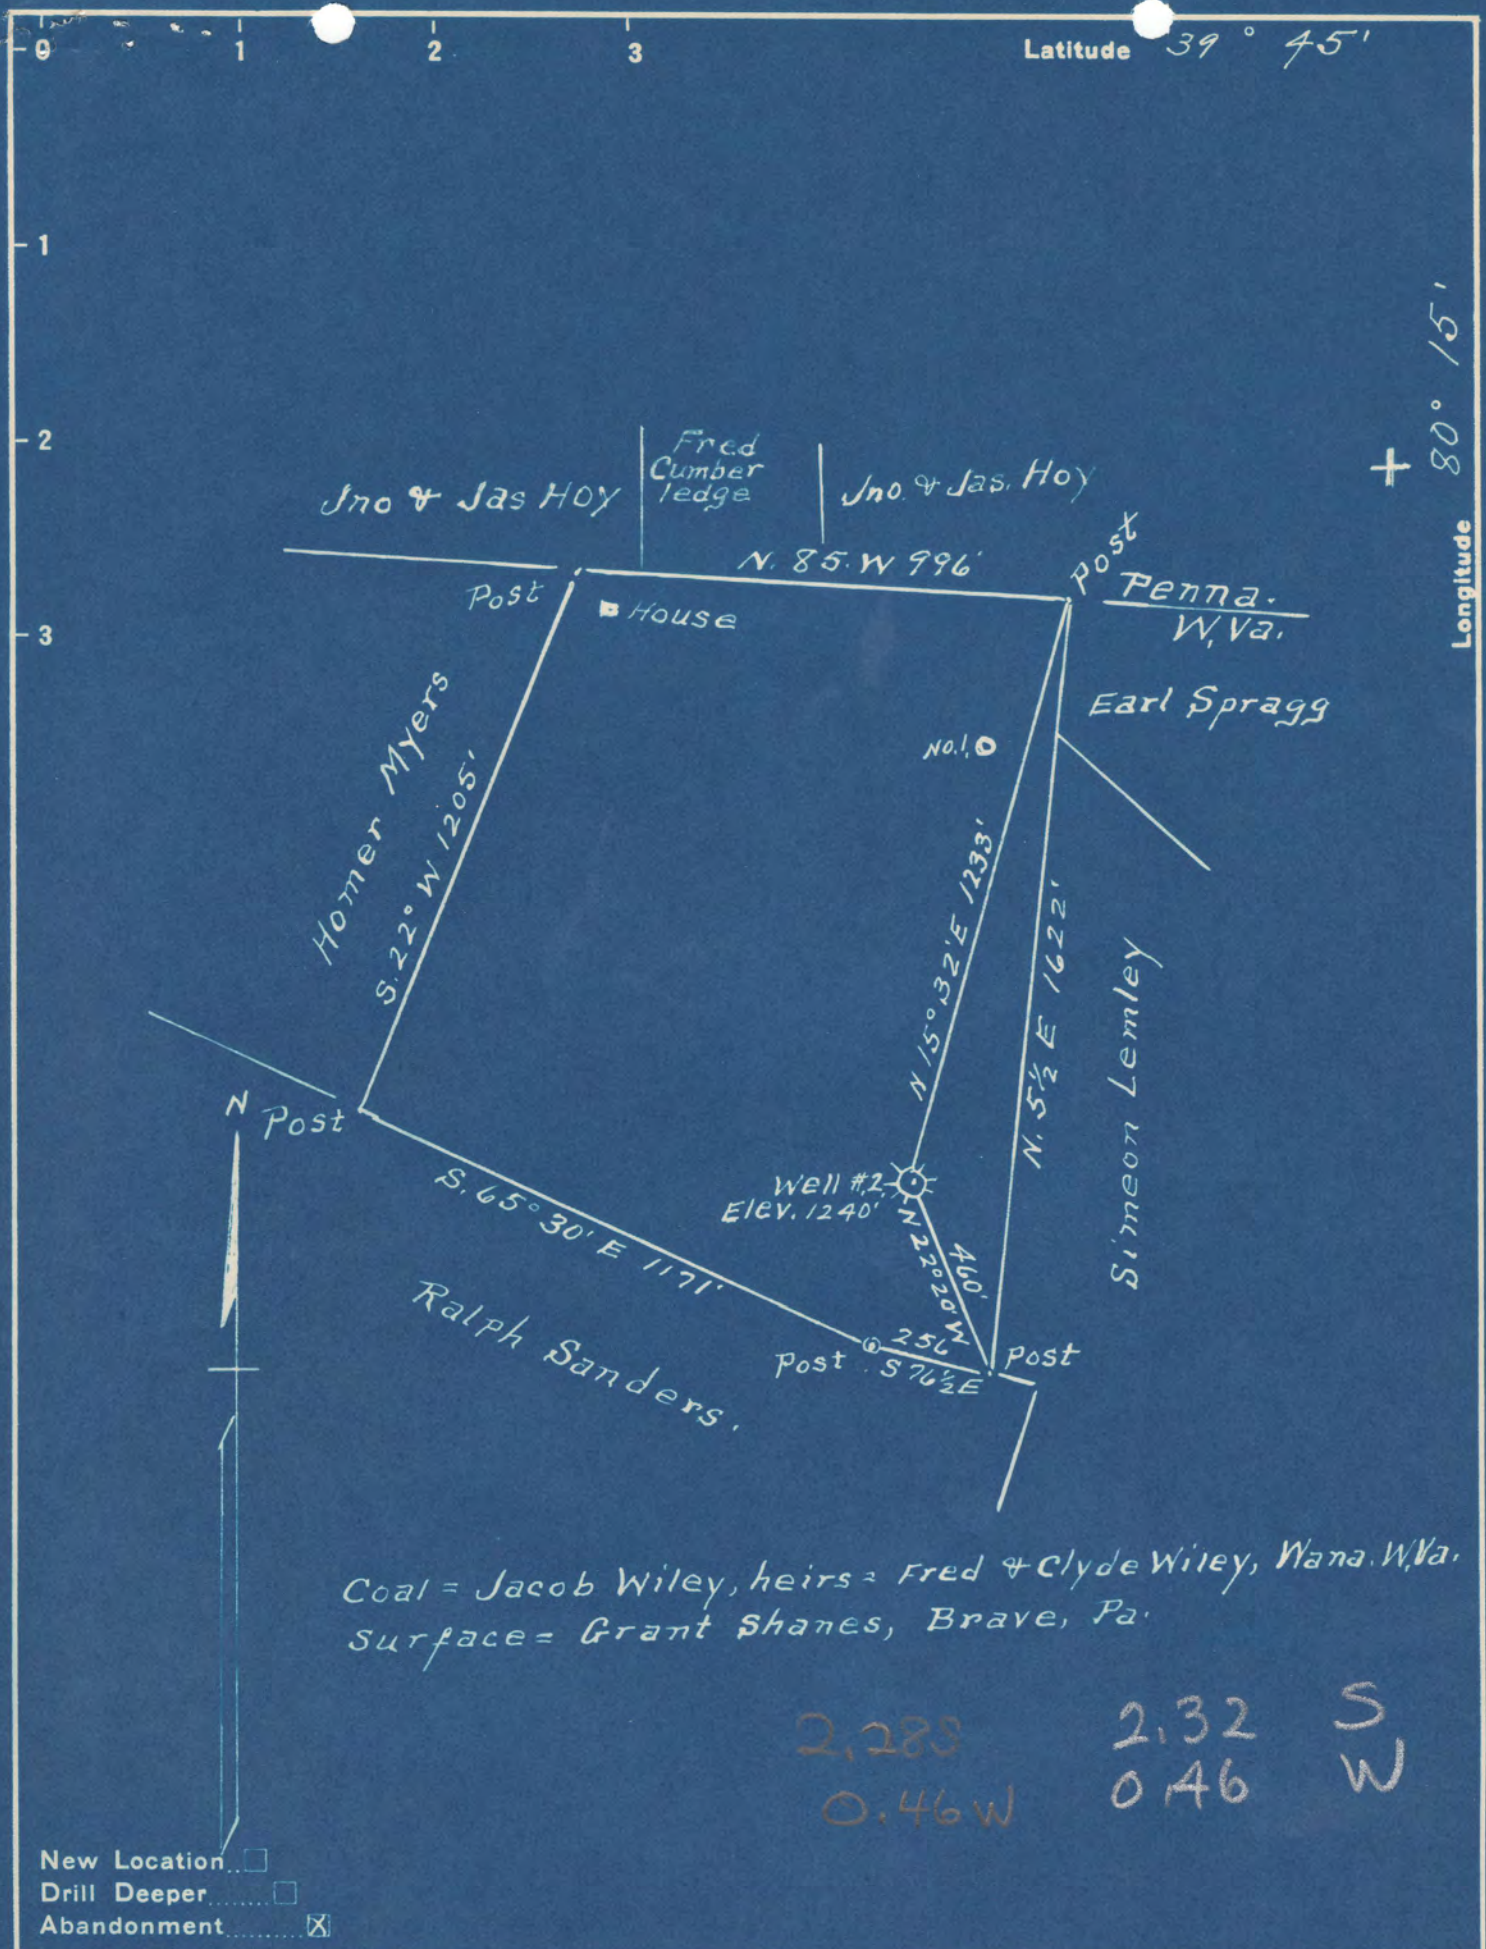 0 1 2 3
Latitude 39° 45'
1
2
3
80° 15'
Longitude
+
Jno & Jas Hoy
Fred
Cumber
ledge
Jno. & Jas. Hoy
N. 85. W 996'
Post
Post
Penna.
W. Va.
House
Earl Spragg
No. 1.
Homer Myers
S. 22° W 1205'
N 15° 32' E 1233'
N. 5½ E 1622'
Simeon Lemley
N
Post
Well #2
Elev. 1240'
S. 65° 30' E 1171'
N 22° 20' W
460'
Ralph Sanders.
Post
256
S 76½ E
Post
Coal = Jacob Wiley, heirs = Fred & Clyde Wiley, Wana. W.Va.
Surface = Grant Shanes, Brave, Pa.
2.28S
0.46W
2.32 S
0.46 W
New Location
Drill Deeper
Abandonment X